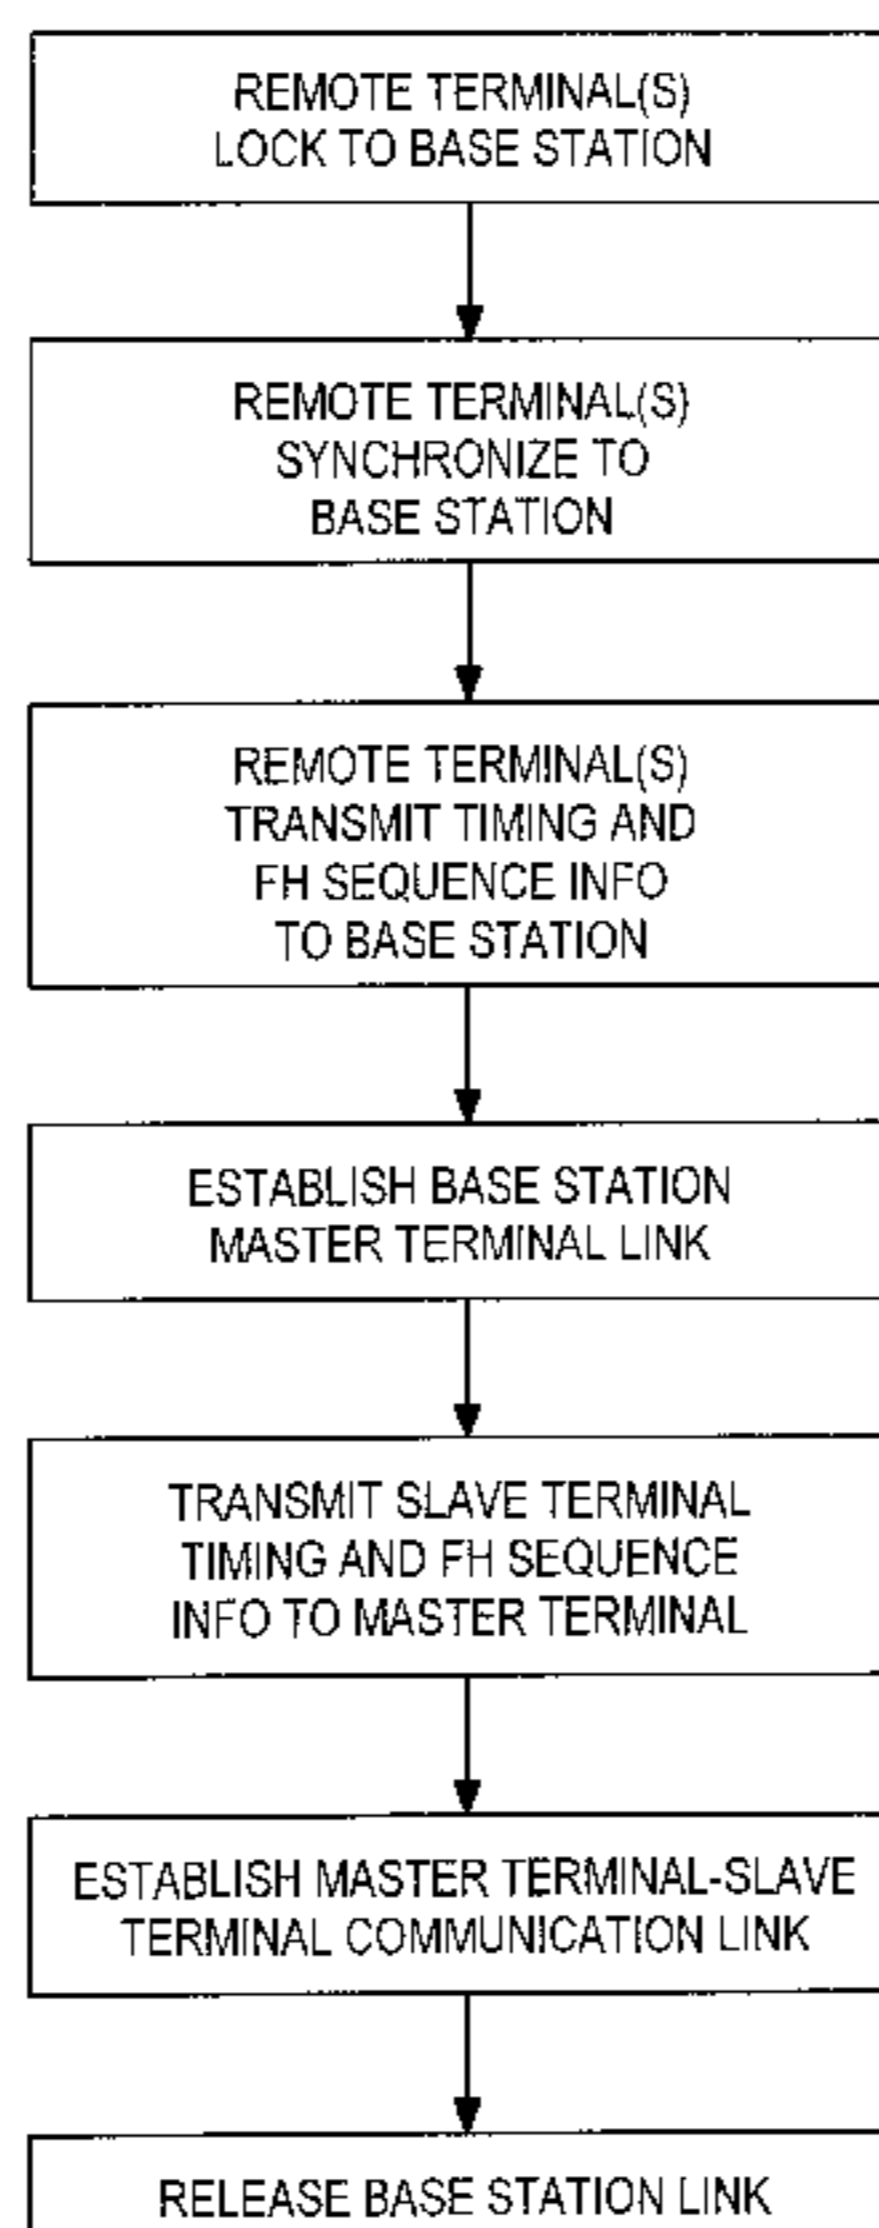 REMOTE TERMINAL(S)
LOCK TO BASE STATION
REMOTE TERMINAL(S)
SYNCHRONIZE TO
BASE STATION
REMOTE TERMINAL(S)
TRANSMIT TIMING AND
FH SEQUENCE INFO
TO BASE STATION
ESTABLISH BASE STATION
MASTER TERMINAL LINK
TRANSMIT SLAVE TERMINAL
TIMING AND FH SEQUENCE
INFO TO MASTER TERMINAL
ESTABLISH MASTER TERMINAL-SLAVE
TERMINAL COMMUNICATION LINK
RELEASE BASE STATION LINK